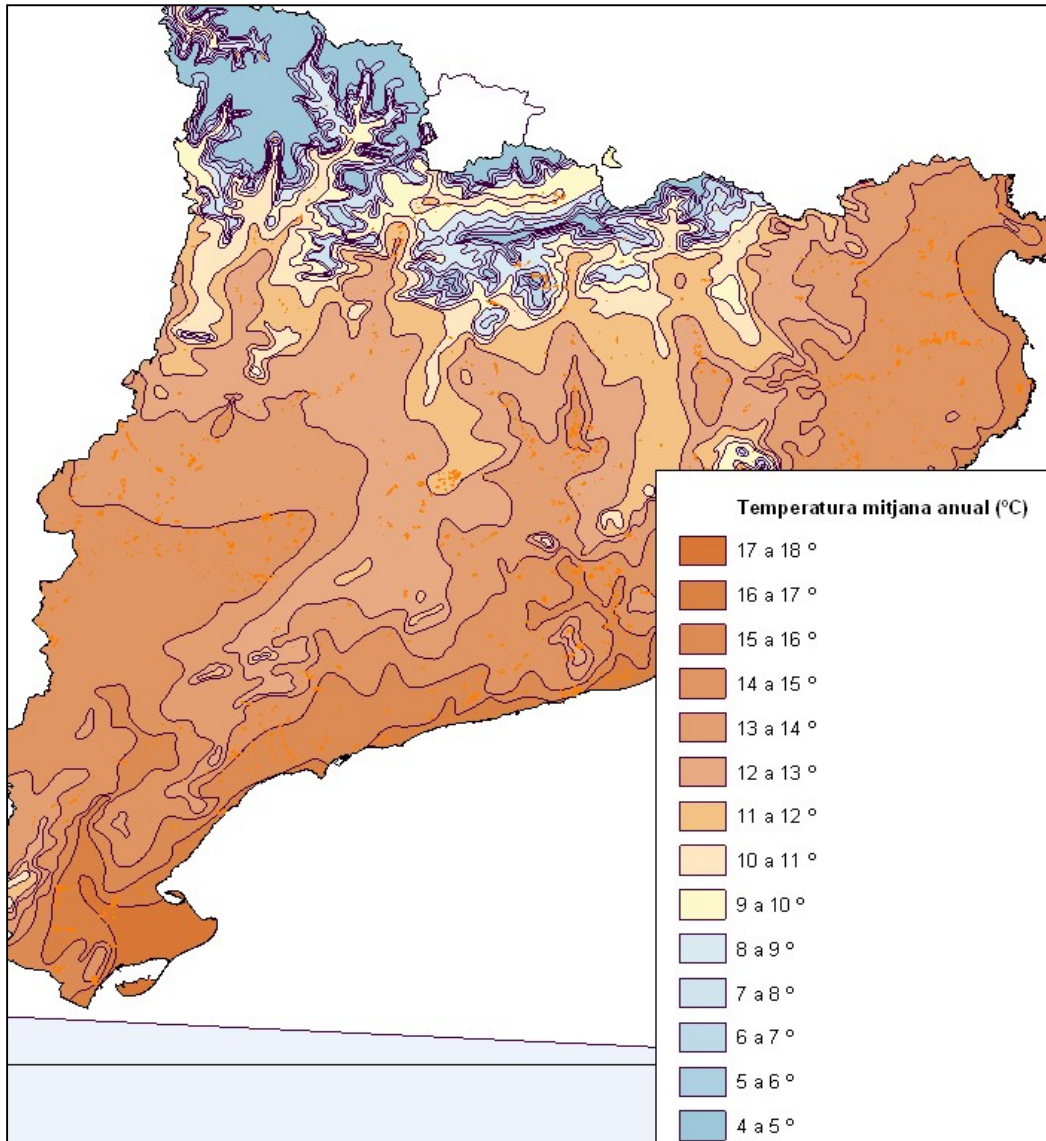 Temperatura mitjana anual (ºC)
17 a 18 º
16 a 17 º
15 a 16 º
14 a 15 º
13 a 14 º
12 a 13 º
11 a 12 º
10 a 11 º
9 a 10 º
8 a 9 º
7 a 8 º
6 a 7 º
5 a 6 º
4 a 5 º